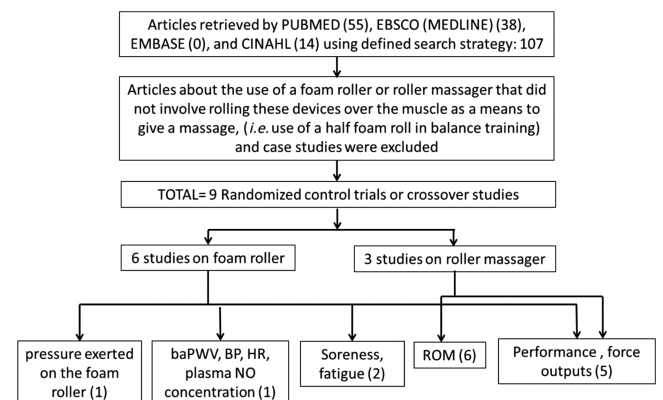 Articles retrieved by PUBMED (55), EBSCO (MEDLINE) (38),
EMBASE (0), and CINAHL (14) using defined search strategy: 107
Articles about the use of a foam roller or roller massager that did
not involve rolling these devices over the muscle as a means to
give a massage, (i.e. use of a half foam roll in balance training)
and case studies were excluded
TOTAL= 9 Randomized control trials or crossover studies
6 studies on foam roller
3 studies on roller massager
pressure exerted
on the foam
roller (1)
baPWV, BP, HR,
plasma NO
concentration (1)
Soreness,
fatigue (2)
ROM (6)
Performance , force
outputs (5)